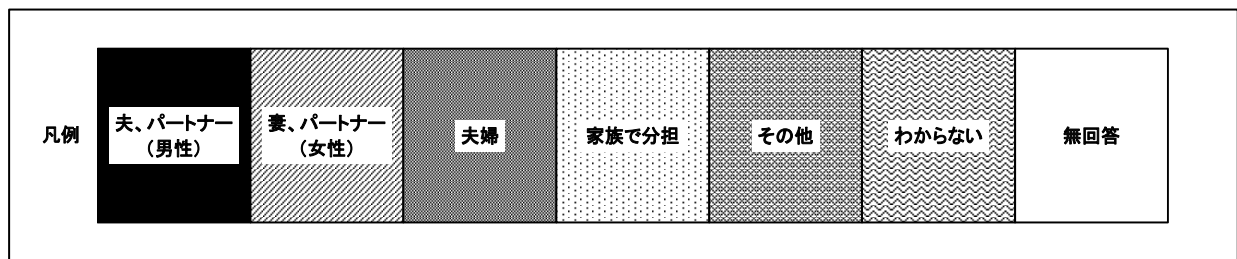 凡例
夫、パートナー
（男性）
妻、パートナー
（女性）
夫婦
家族で分担
その他
わからない
無回答